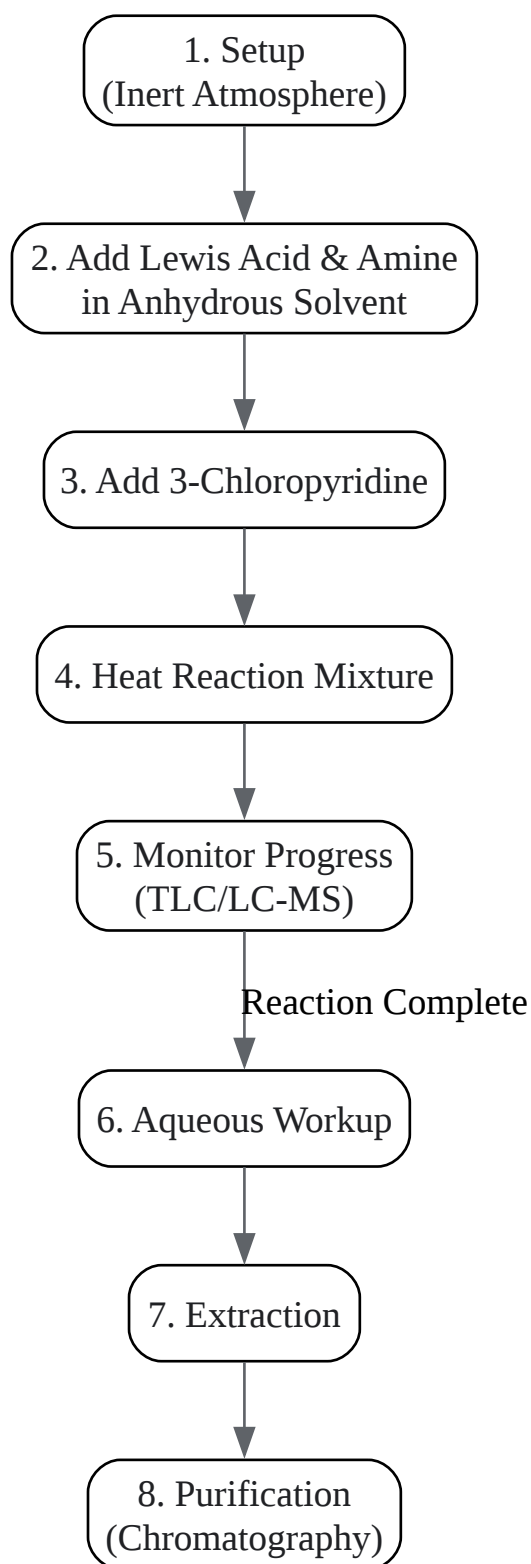 1. Setup
(Inert Atmosphere)
2. Add Lewis Acid & Amine
in Anhydrous Solvent
3. Add 3-Chloropyridine
4. Heat Reaction Mixture
5. Monitor Progress
(TLC/LC-MS)
Reaction Complete
6. Aqueous Workup
7. Extraction
8. Purification
(Chromatography)